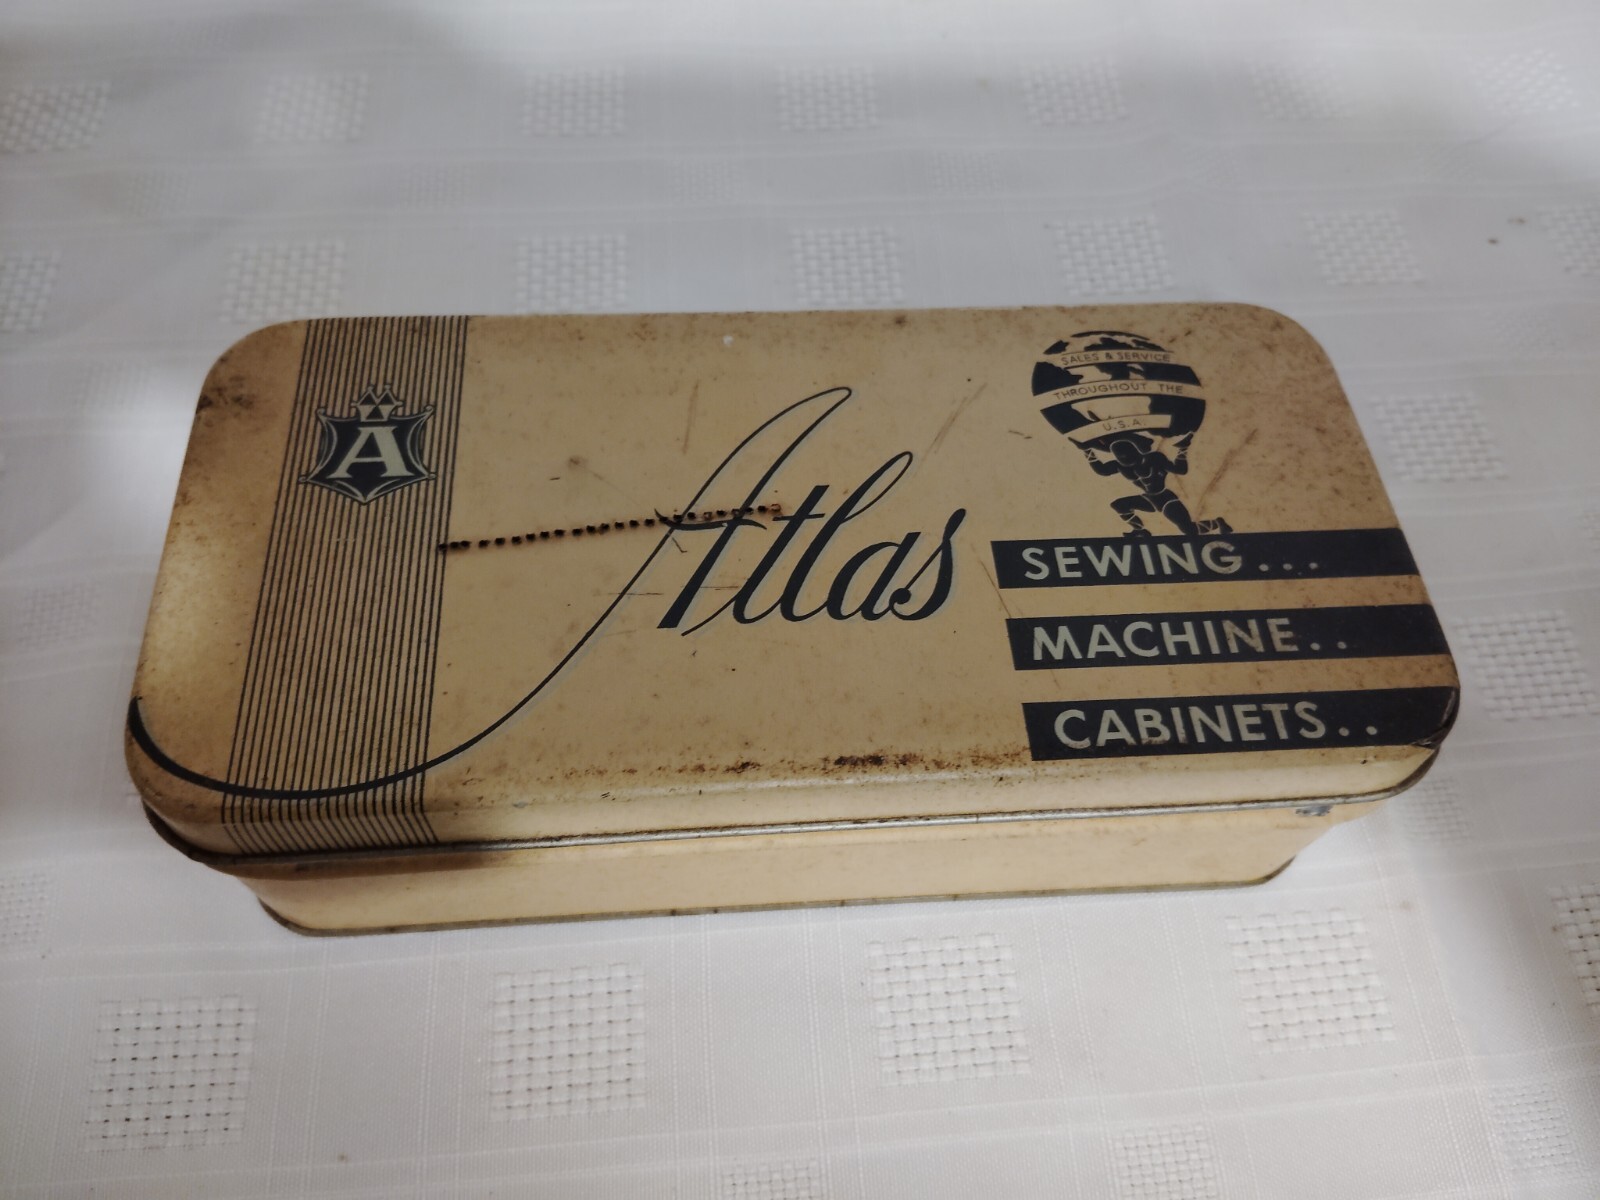 A
Atlas
SALES & SERVICE
THROUGHOUT THE
U.S.A.
SEWING...
MACHINE..
CABINETS..